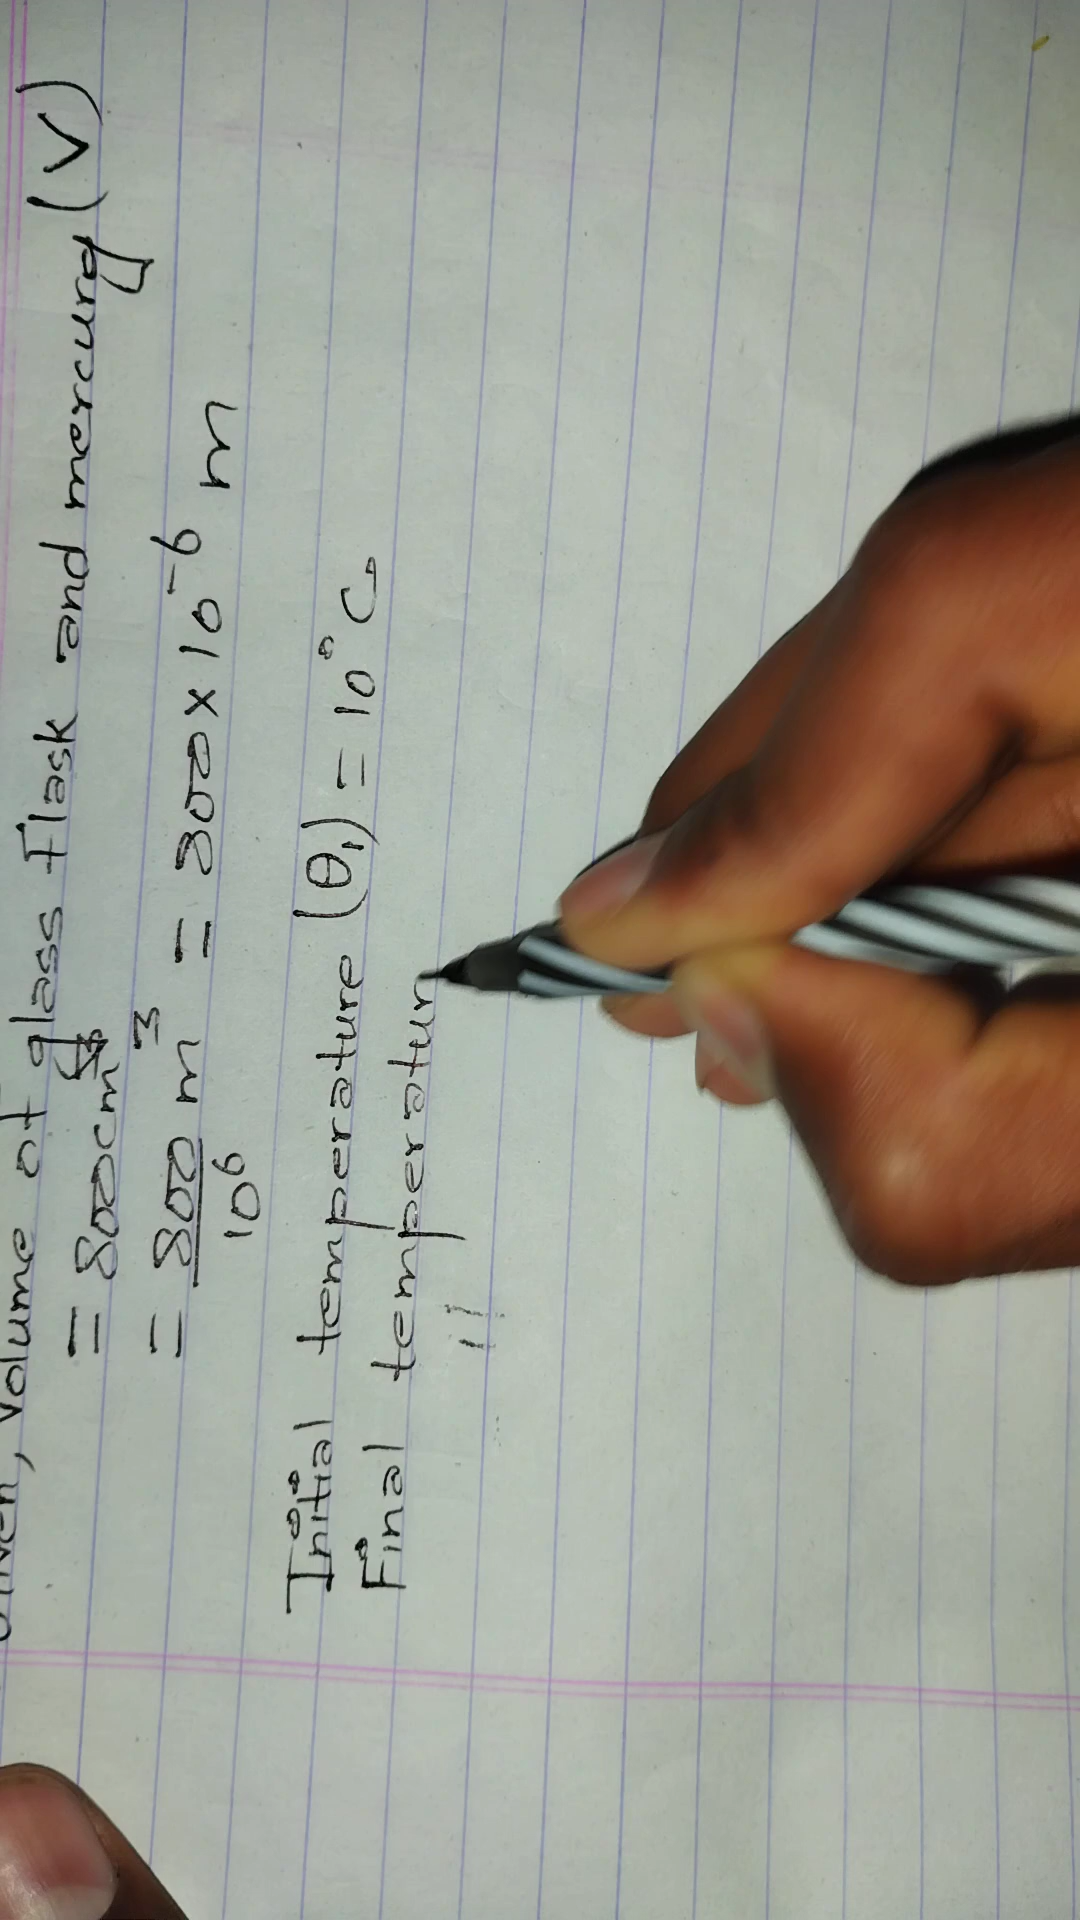 Given, volume of glass flask and mercury (V)
= 800cm³
= 800/10⁶ m³ = 800×10⁻⁶ m
Initial temperature (θ₁) = 10°C
Final temperatur